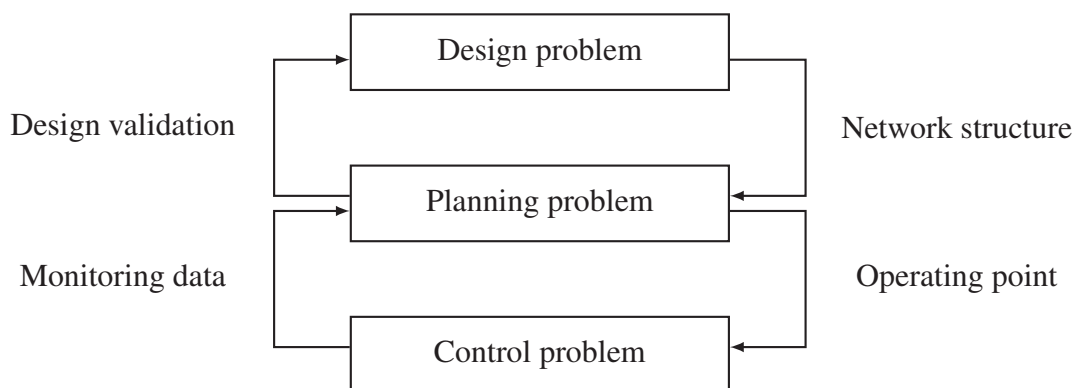 Design problem
Design validation
Network structure
Planning problem
Monitoring data
Operating point
Control problem